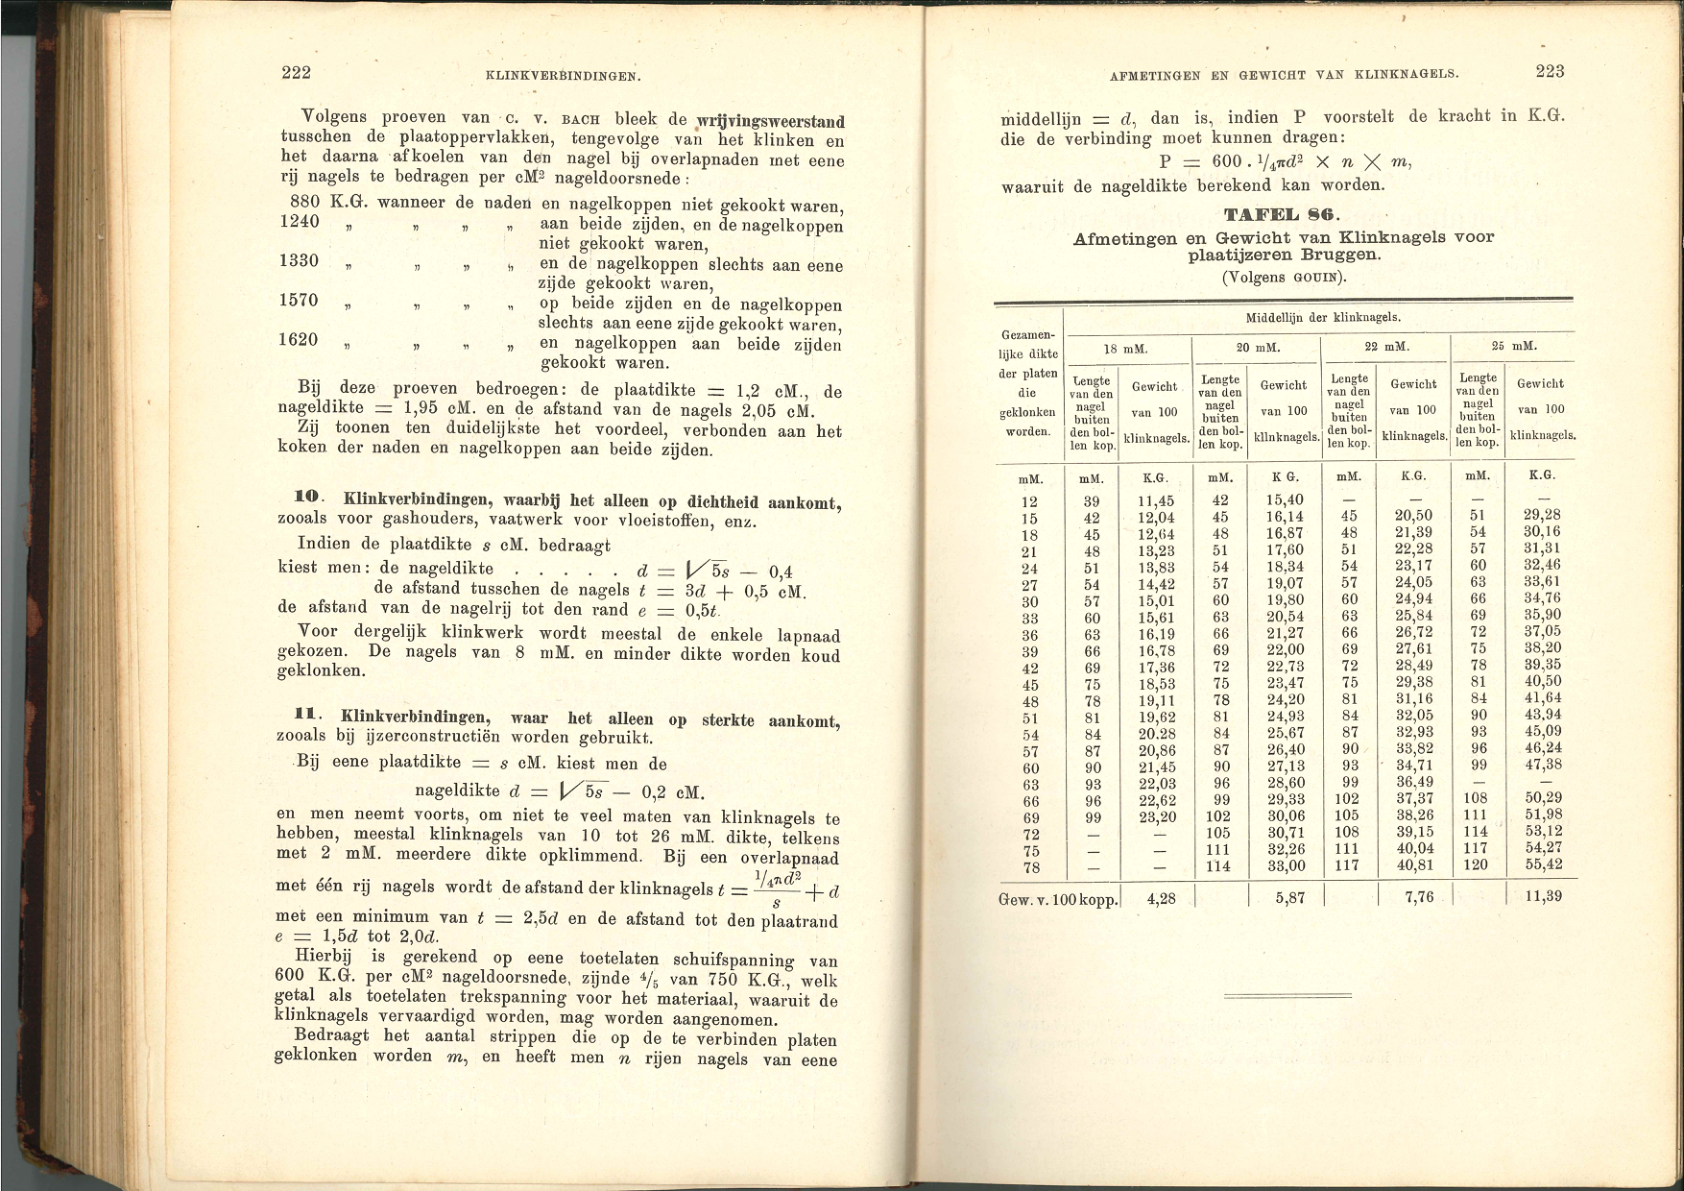 222 KLINKVERBINDINGEN.
Volgens proeven van C. V. BACH bleek de wrijvingsweerstand
tusschen de plaatoppervlakken, tengevolge van het klinken en
het daarna afkoelen van den nagel bij overlapnaden met eene
rij nagels te bedragen per cM² nageldoorsnede:
880 K.G. wanneer de naden en nagelkoppen niet gekookt waren,
1240 „ „ „ „ aan beide zijden, en de nagelkoppen
niet gekookt waren,
1330 „ „ „ „ en de nagelkoppen slechts aan eene
zijde gekookt waren,
1570 „ „ „ „ op beide zijden en de nagelkoppen
slechts aan eene zijde gekookt waren,
1620 „ „ „ „ en nagelkoppen aan beide zijden
gekookt waren.
Bij deze proeven bedroegen: de plaatdikte = 1,2 cM., de
nageldikte = 1,95 cM. en de afstand van de nagels 2,05 cM.
Zij toonen ten duidelijkste het voordeel, verbonden aan het
koken der naden en nagelkoppen aan beide zijden.
10. Klinkverbindingen, waarbij het alleen op dichtheid aankomt,
zooals voor gashouders, vaatwerk voor vloeistoffen, enz.
Indien de plaatdikte s cM. bedraagt
kiest men: de nageldikte . . . . . d = √5s — 0,4
de afstand tusschen de nagels t = 3d + 0,5 cM.
de afstand van de nagelrij tot den rand e = 0,5t.
Voor dergelijk klinkwerk wordt meestal de enkele lapnaad
gekozen. De nagels van 8 mM. en minder dikte worden koud
geklonken.
11. Klinkverbindingen, waar het alleen op sterkte aankomt,
zooals bij ijzerconstructiën worden gebruikt.
Bij eene plaatdikte = s cM. kiest men de
nageldikte d = √5s — 0,2 cM.
en men neemt voorts, om niet te veel maten van klinknagels te
hebben, meestal klinknagels van 10 tot 26 mM. dikte, telkens
met 2 mM. meerdere dikte opklimmend. Bij een overlapnaad
met één rij nagels wordt de afstand der klinknagels t = ¹/₄πd²/s + d
met een minimum van t = 2,5d en de afstand tot den plaatrand
e = 1,5d tot 2,0d.
Hierbij is gerekend op eene toetelaten schuifspanning van
600 K.G. per cM² nageldoorsnede, zijnde ⁴/₅ van 750 K.G., welk
getal als toetelaten trekspanning voor het materiaal, waaruit de
klinknagels vervaardigd worden, mag worden aangenomen.
Bedraagt het aantal strippen die op de te verbinden platen
geklonken worden m, en heeft men n rijen nagels van eene
AFMETINGEN EN GEWICHT VAN KLINKNAGELS. 223
middellijn = d, dan is, indien P voorstelt de kracht in K.G.
die de verbinding moet kunnen dragen:
P = 600 . ¹/₄πd² × n × m,
waaruit de nageldikte berekend kan worden.
TAFEL 86.
Afmetingen en Gewicht van Klinknagels voor
plaatijzeren Bruggen.
(Volgens GOUIN).
Gezamen-
lijke dikte
der platen
die
geklonken
worden.
Middellijn der klinknagels.
18 mM. 20 mM. 22 mM. 25 mM.
Lengte van den nagel buiten den bol-len kop. Gewicht van 100 klinknagels. Lengte van den nagel buiten den bol-len kop. Gewicht van 100 klinknagels. Lengte van den nagel buiten den bol-len kop. Gewicht van 100 klinknagels. Lengte van den nagel buiten den bol-len kop. Gewicht van 100 klinknagels.
mM. mM. K.G. mM. K G. mM. K.G. mM. K.G.
12 39 11,45 42 15,40 — — — —
15 42 12,04 45 16,14 45 20,50 51 29,28
18 45 12,64 48 16,87 48 21,39 54 30,16
21 48 13,23 51 17,60 51 22,28 57 31,31
24 51 13,83 54 18,34 54 23,17 60 32,46
27 54 14,42 57 19,07 57 24,05 63 33,61
30 57 15,01 60 19,80 60 24,94 66 34,76
33 60 15,61 63 20,54 63 25,84 69 35,90
36 63 16,19 66 21,27 66 26,72 72 37,05
39 66 16,78 69 22,00 69 27,61 75 38,20
42 69 17,36 72 22,73 72 28,49 78 39,35
45 75 18,53 75 23,47 75 29,38 81 40,50
48 78 19,11 78 24,20 81 31,16 84 41,64
51 81 19,62 81 24,93 84 32,05 90 43,94
54 84 20.28 84 25,67 87 32,93 93 45,09
57 87 20,86 87 26,40 90 33,82 96 46,24
60 90 21,45 90 27,13 93 34,71 99 47,38
63 93 22,03 96 28,60 99 36,49 — —
66 96 22,62 99 29,33 102 37,37 108 50,29
69 99 23,20 102 30,06 105 38,26 111 51,98
72 — — 105 30,71 108 39,15 114 53,12
75 — — 111 32,26 111 40,04 117 54,27
78 — — 114 33,00 117 40,81 120 55,42
Gew. v. 100 kopp. 4,28 5,87 7,76 11,39